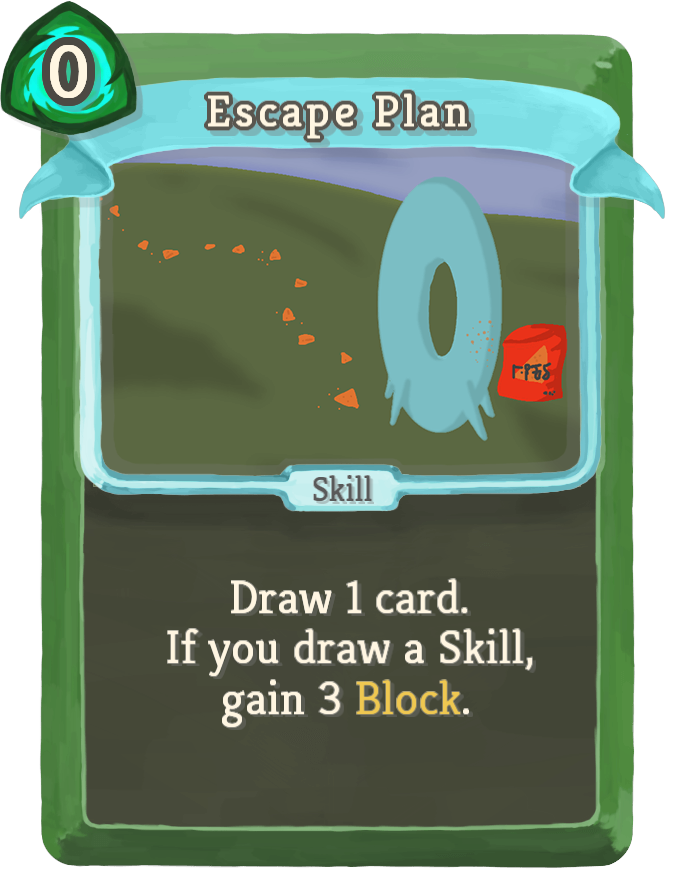 0
Escape Plan
Skill
Draw 1 card.
If you draw a Skill,
gain 3 Block.